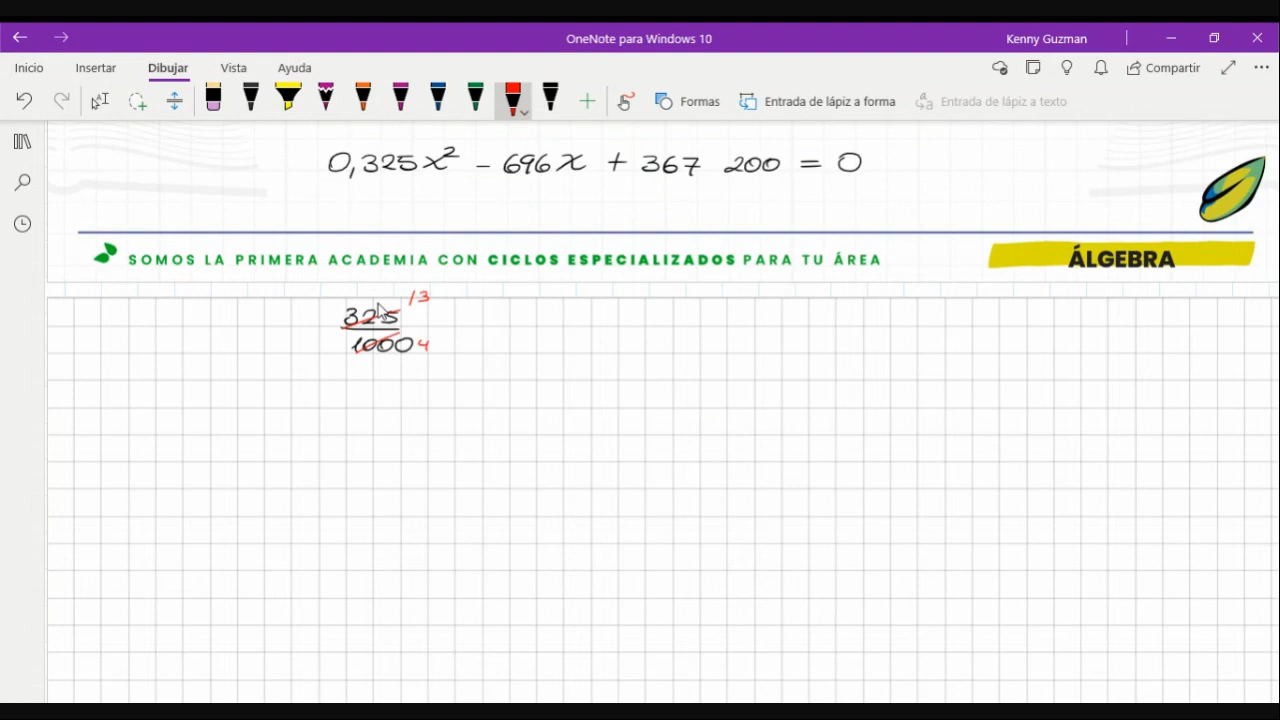 OneNote para Windows 10
Kenny Guzman
Inicio Insertar Dibujar Vista Ayuda
Compartir
Formas Entrada de lápiz a forma Entrada de lápiz a texto
0,325x² - 696x + 367 200 = 0
SOMOS LA PRIMERA ACADEMIA CON CICLOS ESPECIALIZADOS PARA TU ÁREA
ÁLGEBRA
325 13
1000 4